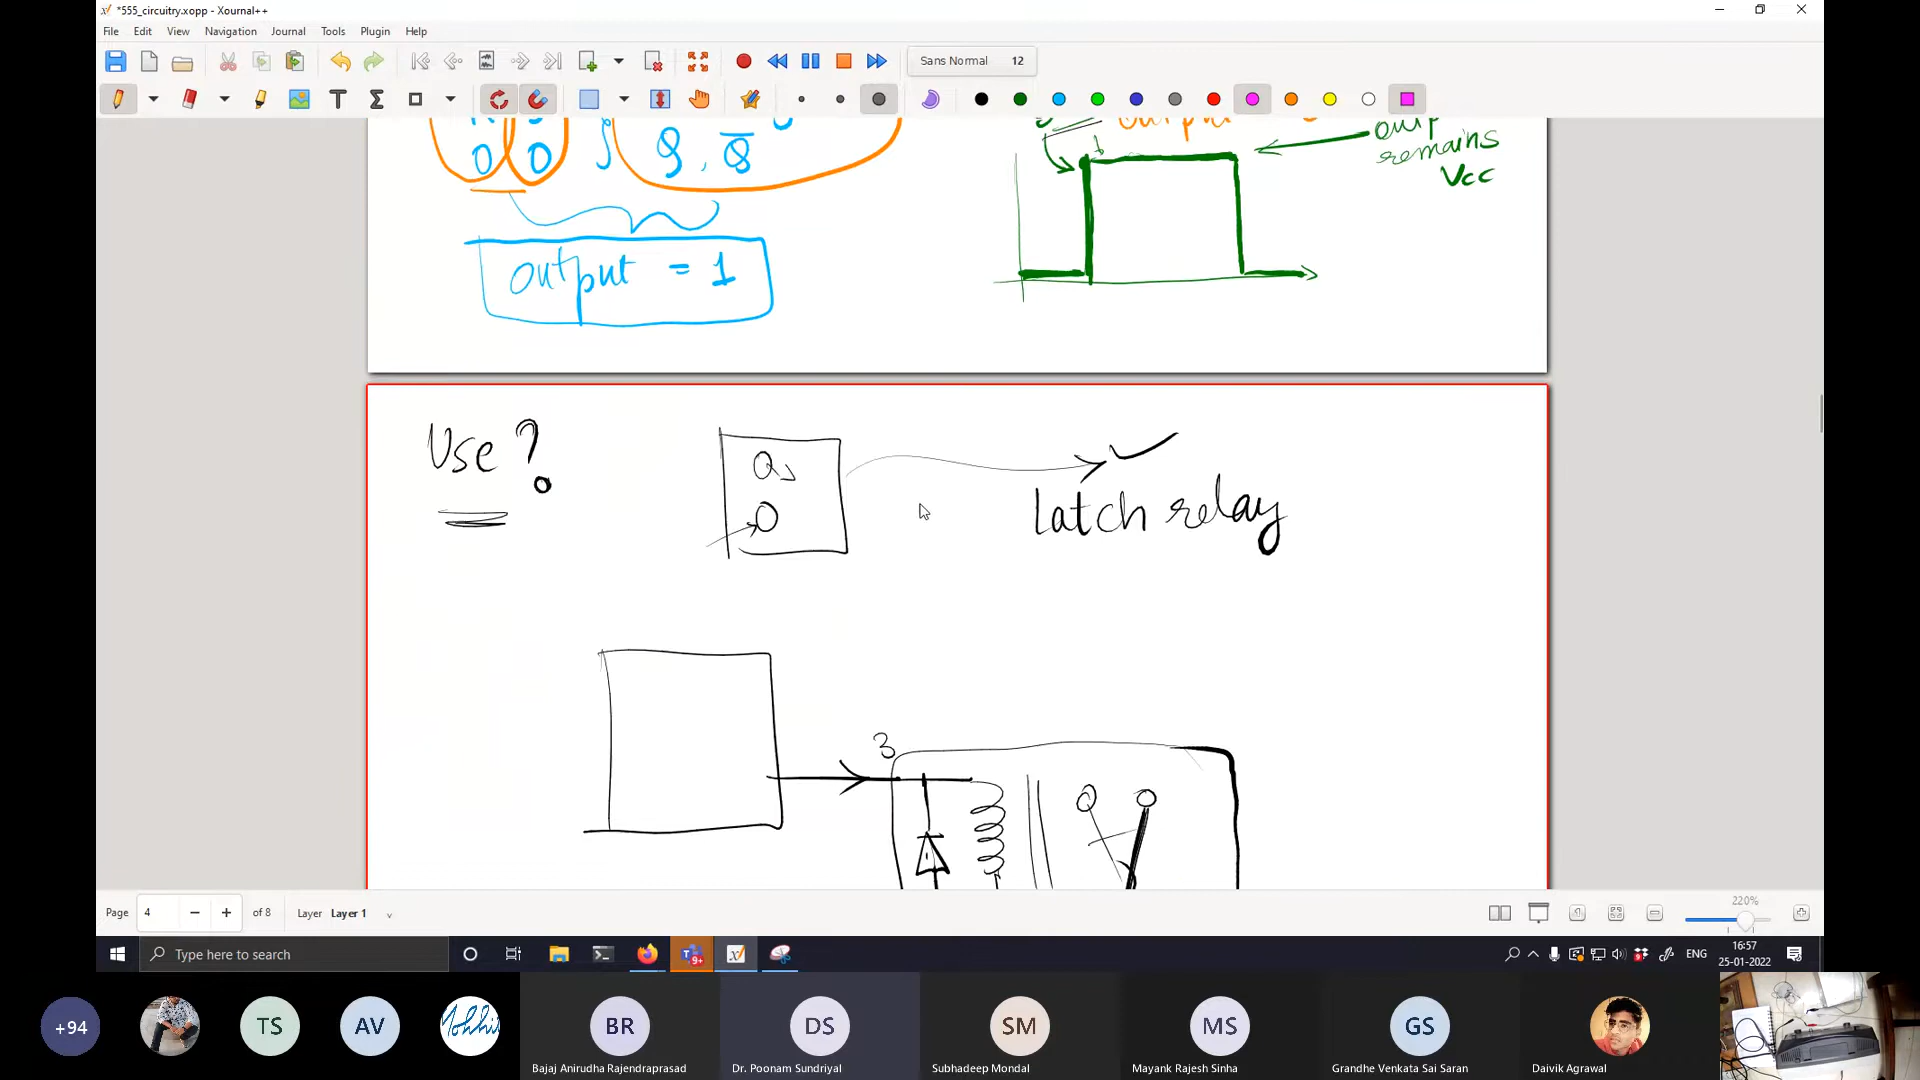 *555_circuitry.xopp - Xournal++
File Edit View Navigation Journal Tools Plugin Help
Sans Normal 12
0 0 Q, Q̅
output = 1
output
remains
Vcc
Use?
latch relay
3
Page 4 of 8 Layer Layer 1
220%
Type here to search
9+
ENG
16:57
25-01-2022
+94
TS
AV
BR
DS
SM
MS
GS
Bajaj Anirudha Rajendraprasad
Dr. Poonam Sundriyal
Subhadeep Mondal
Mayank Rajesh Sinha
Grandhe Venkata Sai Saran
Daivik Agrawal